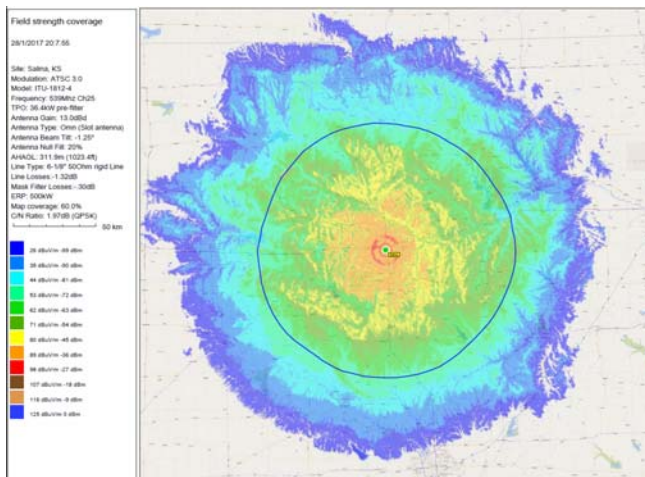 Field strength coverage
28/1/2017 20:7:55
Site: Salina, KS
Modulation: ATSC 3.0
Model: ITU-1812-4
Frequency: 539Mhz Ch25
TPO: 36.4kW pre-filter
Antenna Gain: 13.0dBd
Antenna Type: Omn (Slot antenna)
Antenna Beam Tilt: -1.25°
Antenna Null Fill: 20%
AHAGL: 311.9m (1023.4ft)
Line Type: 6-1/8" 50Ohm rigid Line
Line Losses:-1.32dB
Mask Filter Losses:-.30dB
ERP: 500kW
Map coverage: 60.0%
C/N Ratio: 1.97dB (QPSK)
50 km
26 dBuV/m -99 dBm
35 dBuV/m -90 dBm
44 dBuV/m -81 dBm
53 dBuV/m -72 dBm
62 dBuV/m -63 dBm
71 dBuV/m -54 dBm
80 dBuV/m -45 dBm
89 dBuV/m -36 dBm
98 dBuV/m -27 dBm
107 dBuV/m -18 dBm
116 dBuV/m -9 dBm
125 dBuV/m 0 dBm